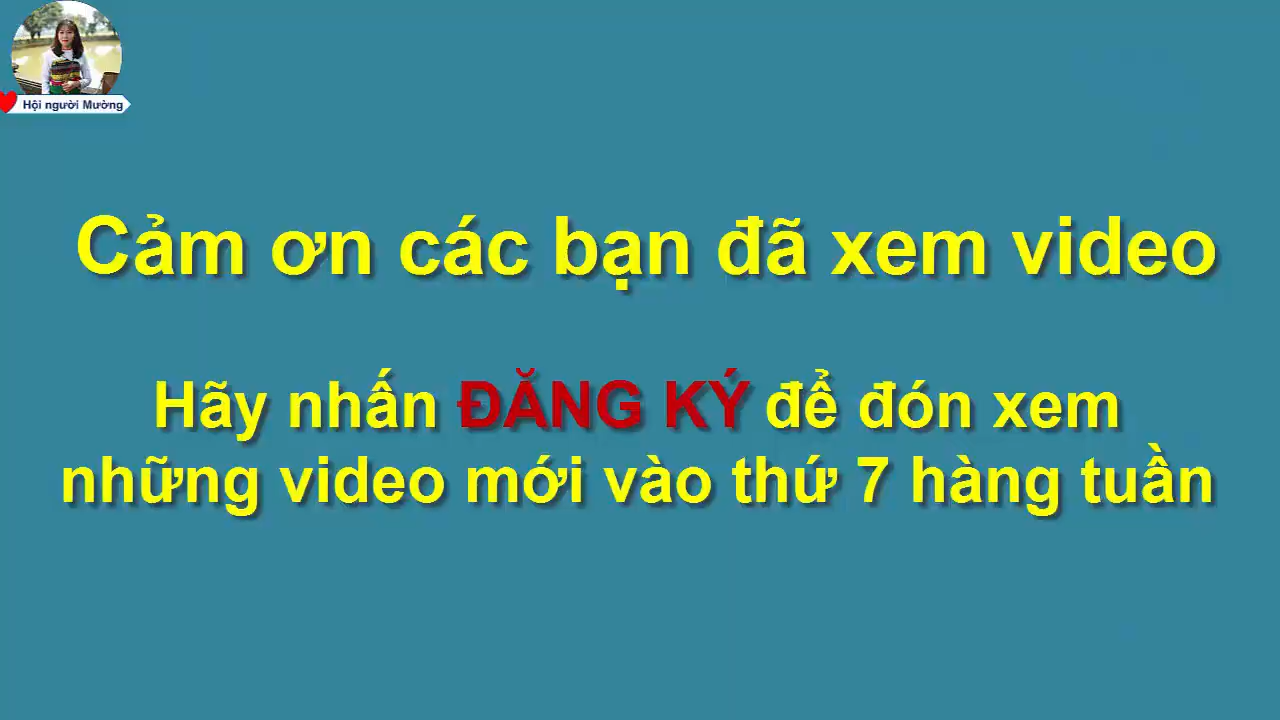 Hội người Mường
Cảm ơn các bạn đã xem video
Hãy nhấn ĐĂNG KÝ để đón xem
những video mới vào thứ 7 hàng tuần